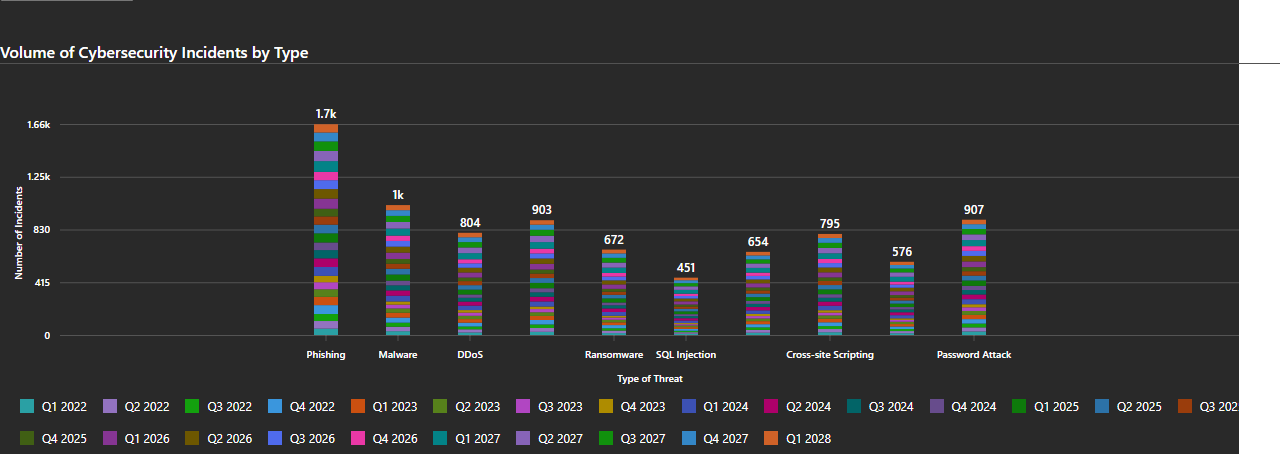 Volume of Cybersecurity Incidents by Type
1.7k
1.66k
1k
1.25k
903
907
804
795
830
672
654
576
451
415
0
Number of Incidents
Phishing Malware DDoS Ransomware SQL Injection Cross-site Scripting Password Attack
Type of Threat
Q1 2022 Q2 2022 Q3 2022 Q4 2022 Q1 2023 Q2 2023 Q3 2023 Q4 2023 Q1 2024 Q2 2024 Q3 2024 Q4 2024 Q1 2025 Q2 2025 Q3 202
Q4 2025 Q1 2026 Q2 2026 Q3 2026 Q4 2026 Q1 2027 Q2 2027 Q3 2027 Q4 2027 Q1 2028